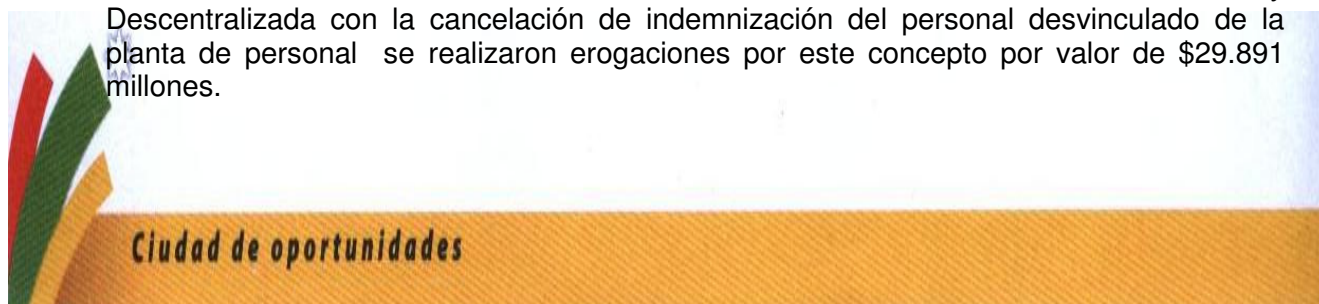 Descentralizada con la cancelación de indemnización del personal desvinculado de la
planta de personal se realizaron erogaciones por este concepto por valor de $29.891
millones.
Ciudad de oportunidades